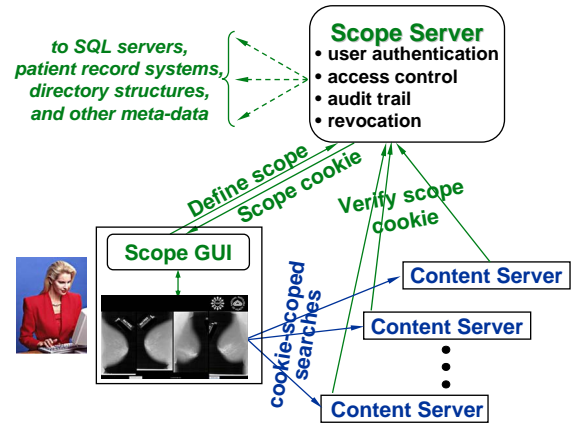 Scope Server
• user authentication
• access control
• audit trail
• revocation
to SQL servers,
patient record systems,
directory structures,
and other meta-data
Define scope
Scope cookie
Verify scope
cookie
Scope GUI
cookie-scoped
searches
Content Server
Content Server
Content Server